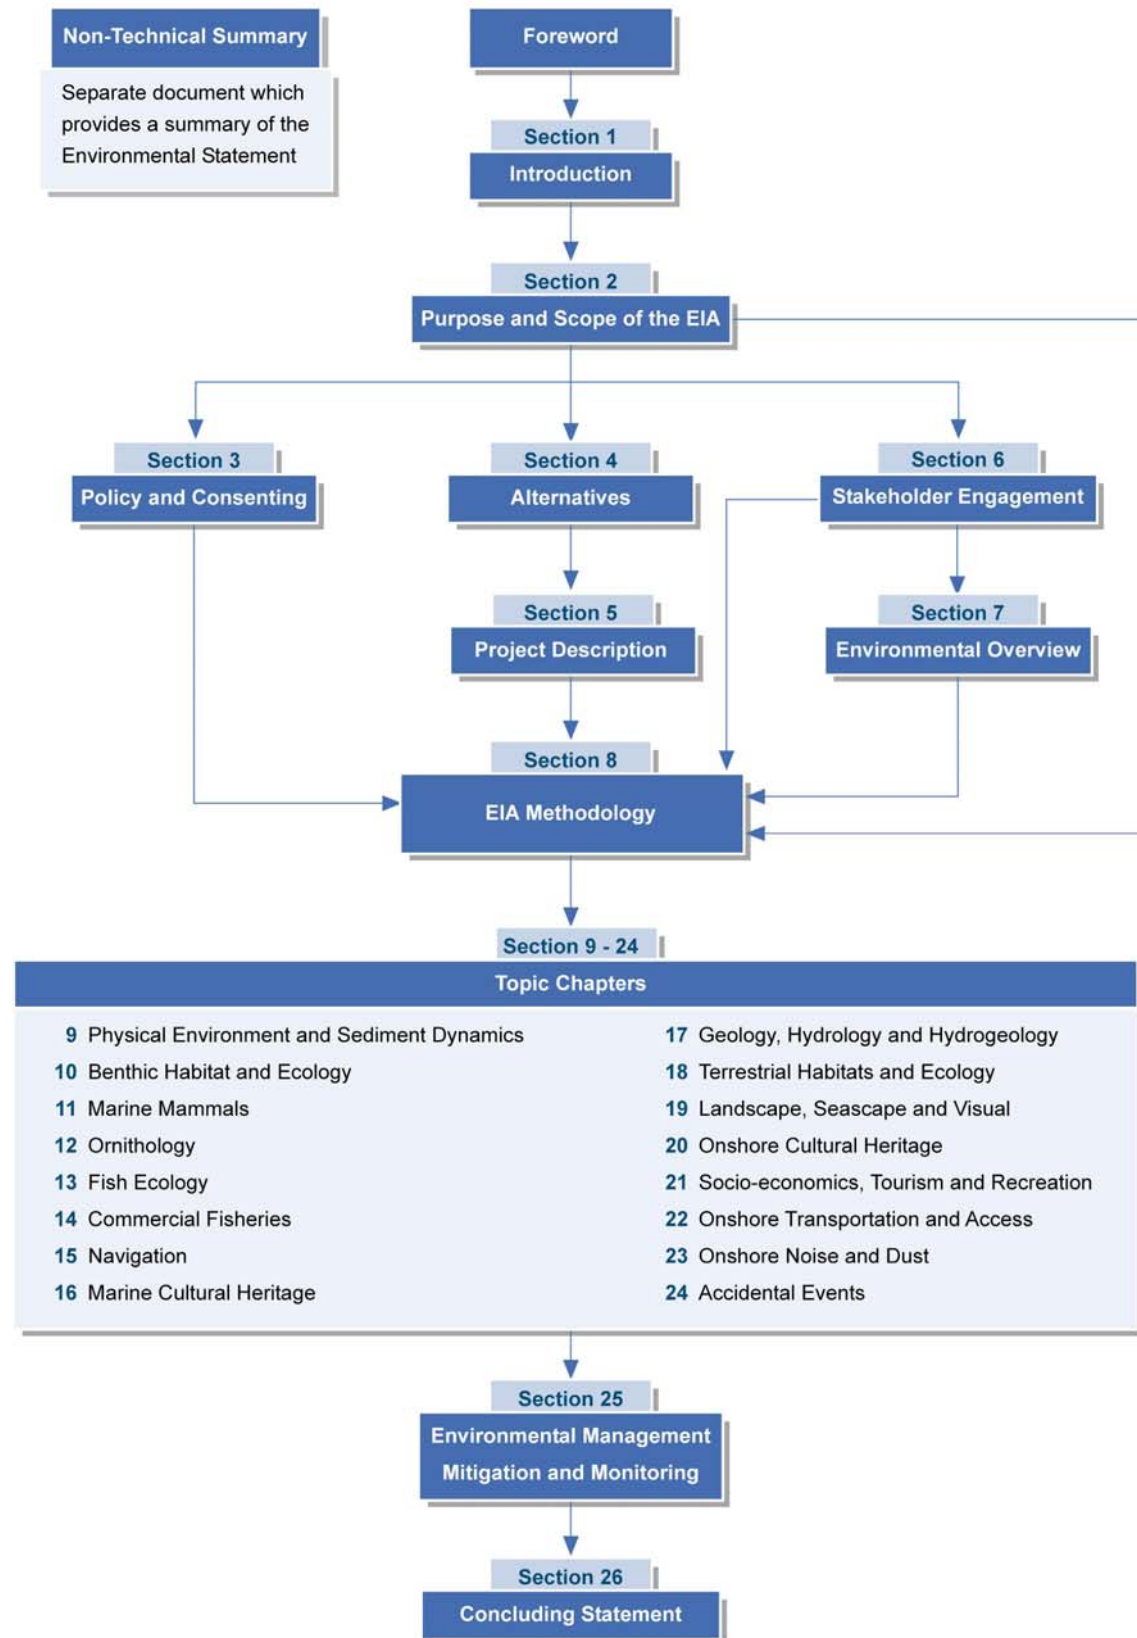 Non-Technical Summary
Separate document which
provides a summary of the
Environmental Statement
Foreword
Section 1
Introduction
Section 2
Purpose and Scope of the EIA
Section 3
Policy and Consenting
Section 4
Alternatives
Section 6
Stakeholder Engagement
Section 5
Project Description
Section 7
Environmental Overview
Section 8
EIA Methodology
Section 9 - 24
Topic Chapters
9 Physical Environment and Sediment Dynamics
10 Benthic Habitat and Ecology
11 Marine Mammals
12 Ornithology
13 Fish Ecology
14 Commercial Fisheries
15 Navigation
16 Marine Cultural Heritage
17 Geology, Hydrology and Hydrogeology
18 Terrestrial Habitats and Ecology
19 Landscape, Seascape and Visual
20 Onshore Cultural Heritage
21 Socio-economics, Tourism and Recreation
22 Onshore Transportation and Access
23 Onshore Noise and Dust
24 Accidental Events
Section 25
Environmental Management
Mitigation and Monitoring
Section 26
Concluding Statement